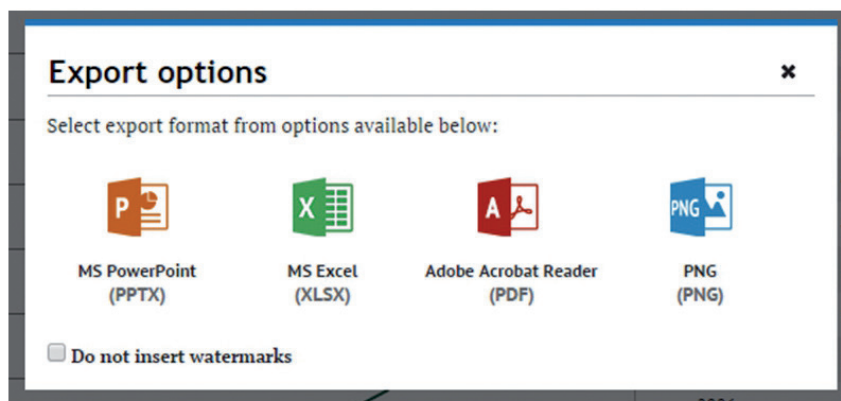 Export options
Select export format from options available below:
P
X
A
PNG
MS PowerPoint
(PPTX)
MS Excel
(XLSX)
Adobe Acrobat Reader
(PDF)
PNG
(PNG)
Do not insert watermarks